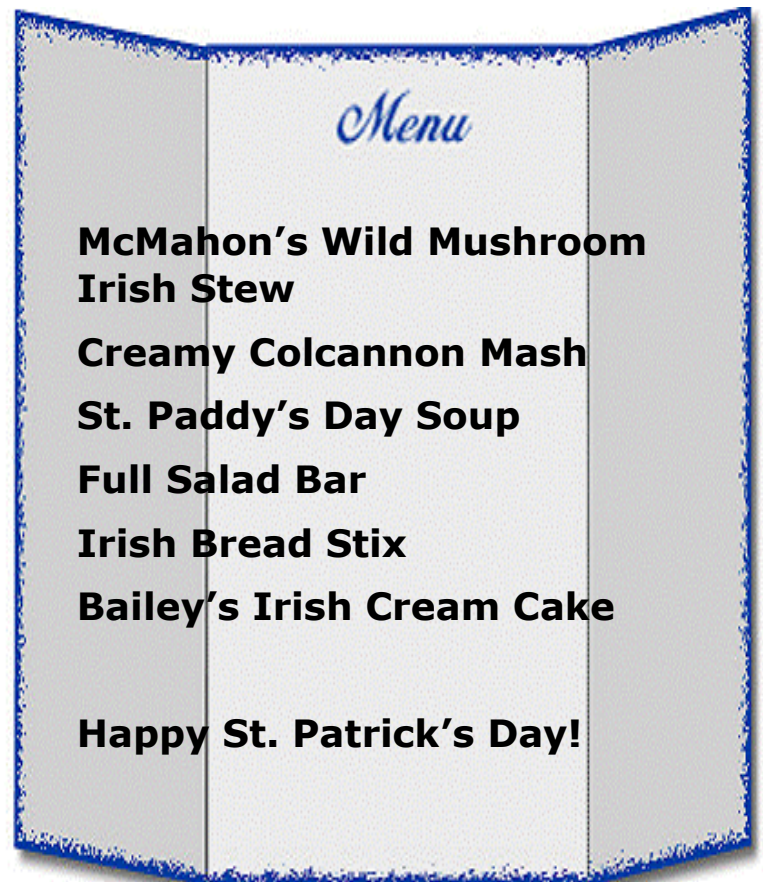 Menu
McMahon’s Wild Mushroom
Irish Stew
Creamy Colcannon Mash
St. Paddy’s Day Soup
Full Salad Bar
Irish Bread Stix
Bailey’s Irish Cream Cake
Happy St. Patrick’s Day!